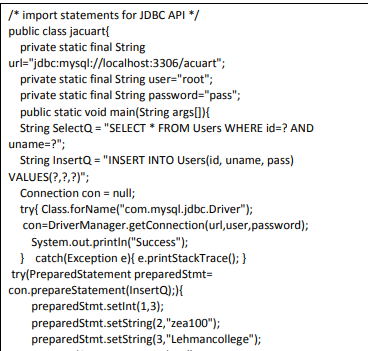 /* import statements for JDBC API */
public class jacuart{
private static final String
url="jdbc:mysql://localhost:3306/acuart";
private static final String user="root";
private static final String password="pass";
public static void main(String args[]){
String SelectQ = "SELECT * FROM Users WHERE id=? AND
uname=?";
String InsertQ = "INSERT INTO Users(id, uname, pass)
VALUES(?,?,?)";
Connection con = null;
try{ Class.forName("com.mysql.jdbc.Driver");
con=DriverManager.getConnection(url,user,password);
System.out.println("Success");
} catch(Exception e){ e.printStackTrace(); }
try(PreparedStatement preparedStmt=
con.prepareStatement(InsertQ);){
preparedStmt.setInt(1,3);
preparedStmt.setString(2,"zea100");
preparedStmt.setString(3,"Lehmancollege");